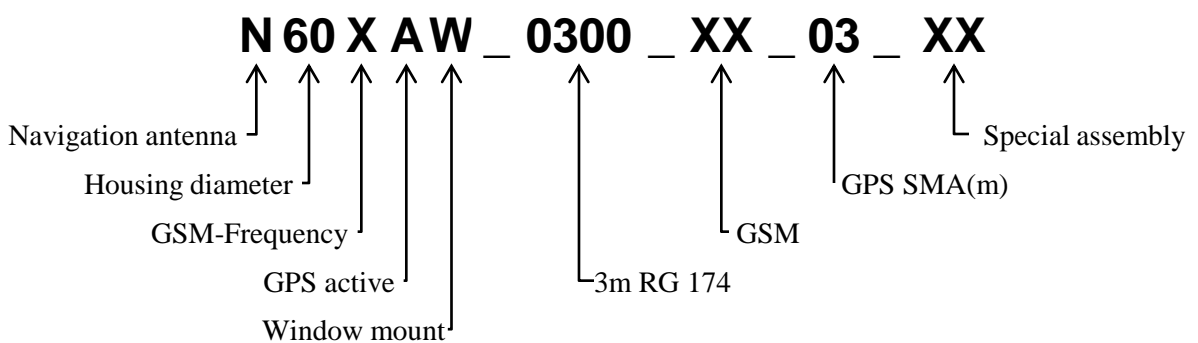 N 60 X A W _ 0300 _ XX _ 03 _ XX
Navigation antenna
Special assembly
Housing diameter
GPS SMA(m)
GSM-Frequency
GSM
GPS active
3m RG 174
Window mount